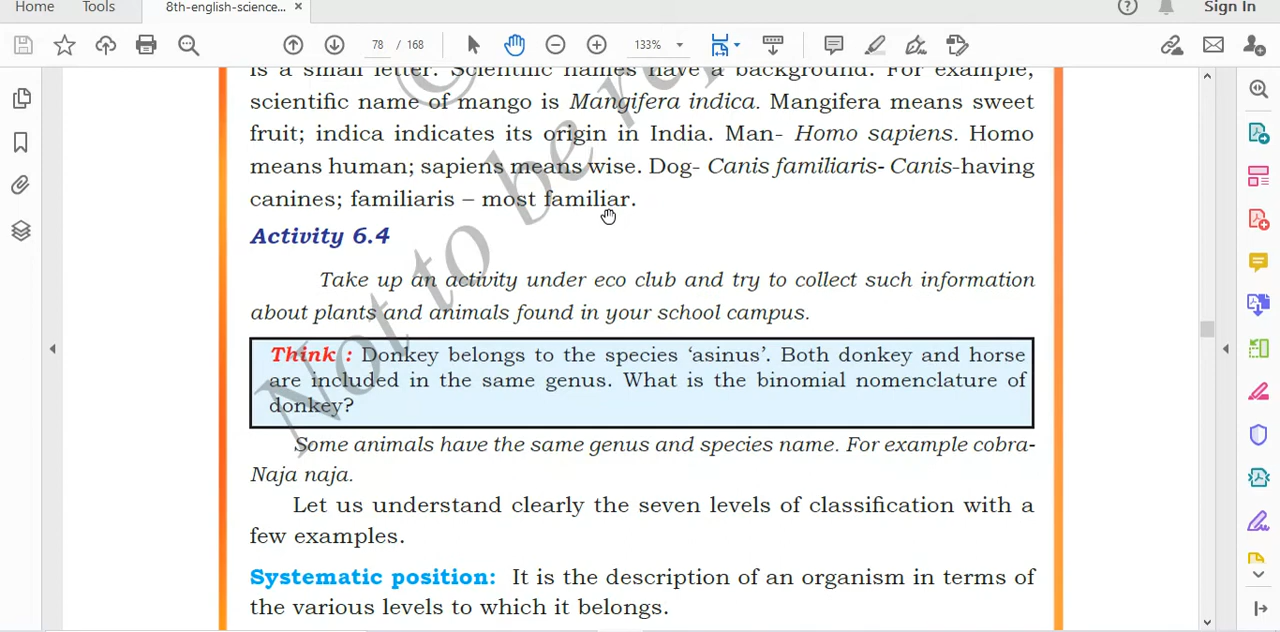 Home Tools 8th-english-science... × Sign In
78 / 168 133%
is a small letter. Scientific names have a background. For example,
scientific name of mango is Mangifera indica. Mangifera means sweet
fruit; indica indicates its origin in India. Man- Homo sapiens. Homo
means human; sapiens means wise. Dog- Canis familiaris- Canis-having
canines; familiaris – most familiar.
Activity 6.4
Take up an activity under eco club and try to collect such information
about plants and animals found in your school campus.
Think : Donkey belongs to the species ‘asinus’. Both donkey and horse
are included in the same genus. What is the binomial nomenclature of
donkey?
Some animals have the same genus and species name. For example cobra-
Naja naja.
Let us understand clearly the seven levels of classification with a
few examples.
Systematic position: It is the description of an organism in terms of
the various levels to which it belongs.
© Not to be